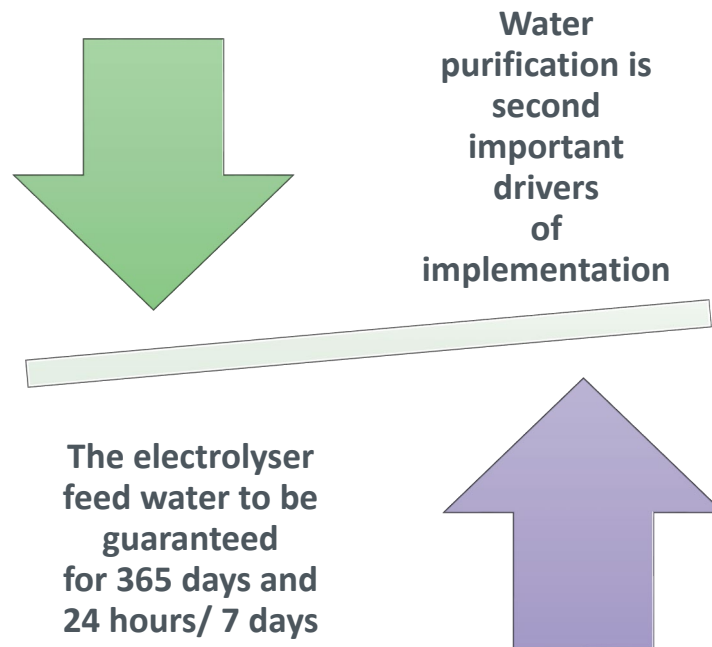 Water
purification is
second
important
drivers
of
implementation
The electrolyser
feed water to be
guaranteed
for 365 days and
24 hours/ 7 days